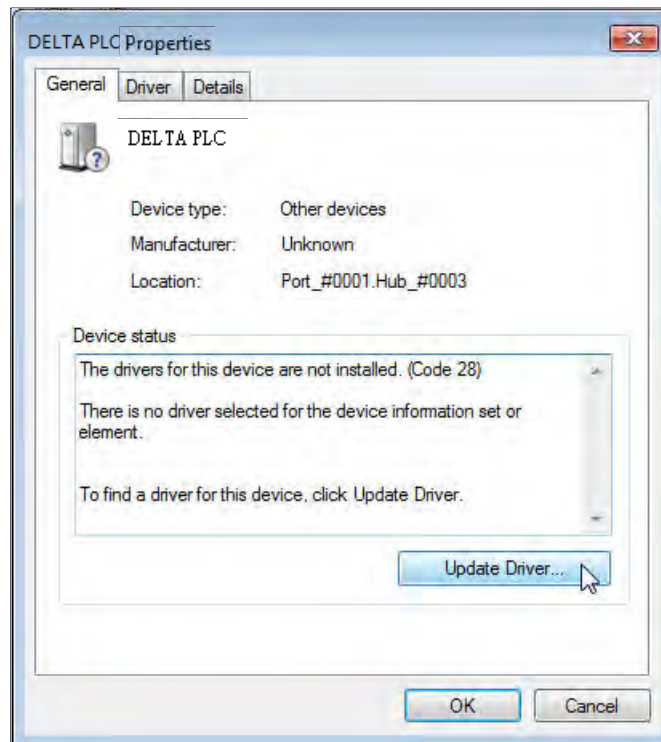 DELTA PLC Properties
General Driver Details
DELTA PLC
Device type: Other devices
Manufacturer: Unknown
Location: Port_#0001.Hub_#0003
Device status
The drivers for this device are not installed. (Code 28)
There is no driver selected for the device information set or
element.
To find a driver for this device, click Update Driver.
Update Driver...
OK Cancel